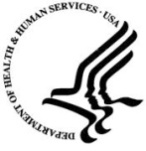 DEPARTMENT OF HEALTH & HUMAN SERVICES · USA